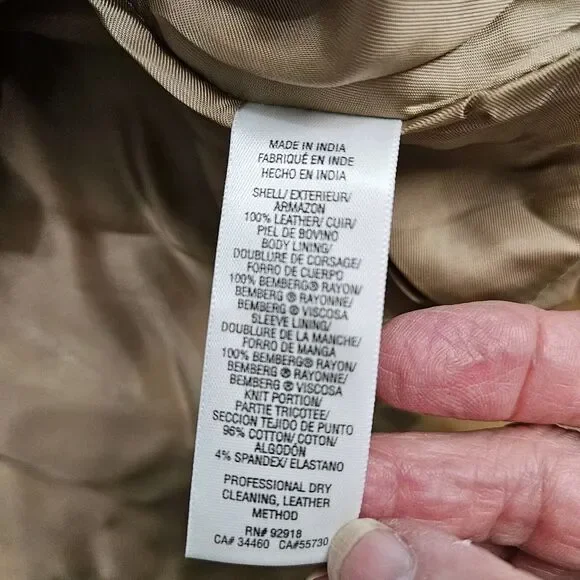 MADE IN INDIA
FABRIQUÉ EN INDE
HECHO EN INDIA
SHELL/ EXTERIEUR/
ARMAZON
100% LEATHER/ CUIR/
PIEL DE BOVINO
BODY LINING/
DOUBLURE DE CORSAGE/
FORRO DE CUERPO
100% BEMBERG® RAYON/
BEMBERG ® RAYONNE/
BEMBERG ® VISCOSA
SLEEVE LINING/
DOUBLURE DE LA MANCHE/
FORRO DE MANGA
100% BEMBERG® RAYON/
BEMBERG ® RAYONNE/
BEMBERG ® VISCOSA
KNIT PORTION/
PARTIE TRICOTEE/
SECCION TEJIDO DE PUNTO
96% COTTON/ COTON/
ALGODÓN
4% SPANDEX/ ELASTANO
PROFESSIONAL DRY
CLEANING, LEATHER
METHOD
RN# 92918
CA# 34460 CA#55730